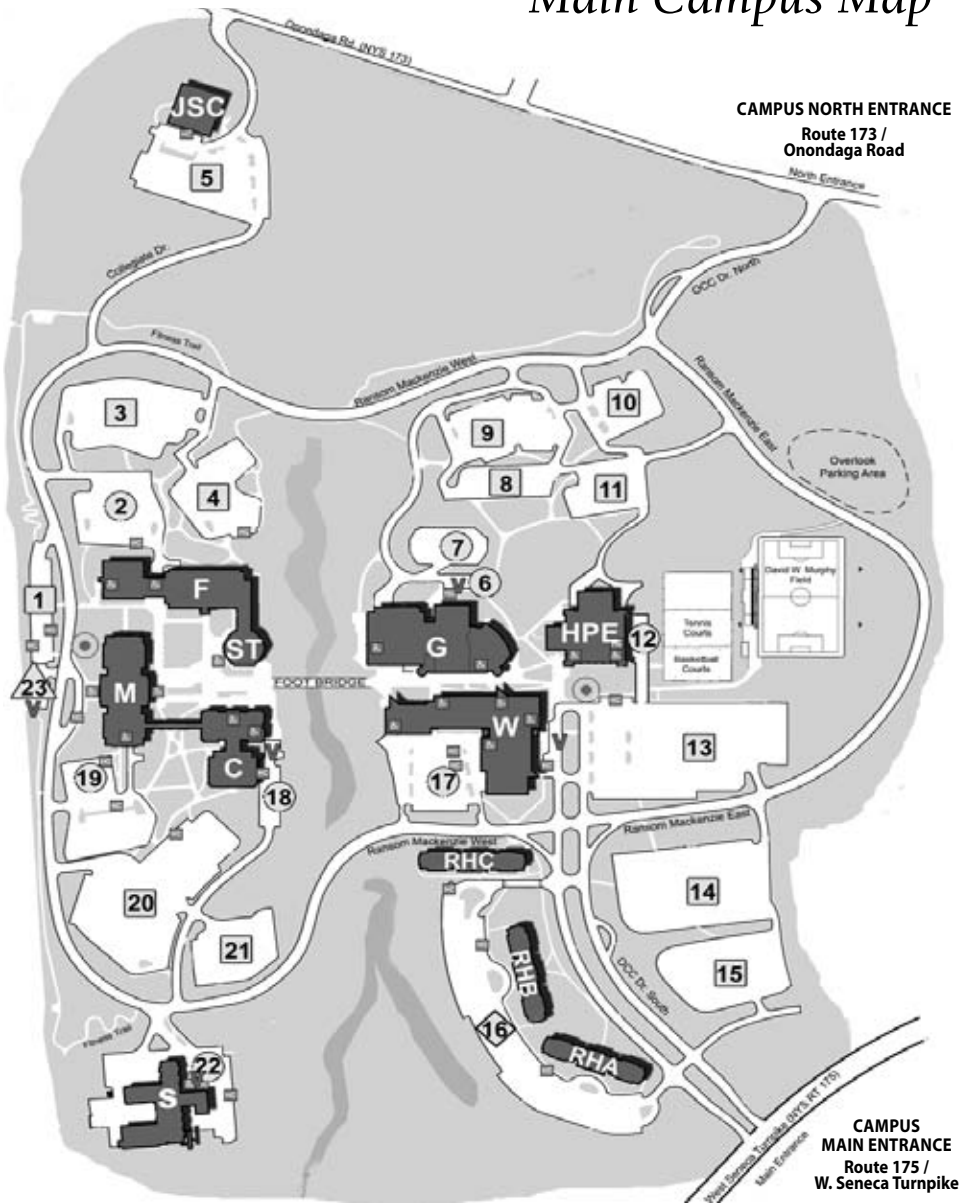 Main Campus Map
Onondaga Rd. (NYS 173)
JSC
CAMPUS NORTH ENTRANCE
Route 173 /
Onondaga Road
North Entrance
5
Collegiate Dr.
OCC Dr. North
Fitness Trail
Ransom Mackenzie West
Ransom Mackenzie East
3
10
9
Overlook
Parking Area
2
4
8
11
7
David W. Murphy
Field
1
F
V
6
Tennis
Courts
G
HPE
12
ST
Basketball
Courts
23
V
M
FOOT BRIDGE
W
V
13
V
C
19
17
18
Ransom Mackenzie East
Ransom Mackenzie West
RHC
14
20
21
RHB
OCC Dr. South
15
16
Fitness Trail
RHA
22
S
West Seneca Turnpike (NYS RT 175)
Main Entrance
CAMPUS
MAIN ENTRANCE
Route 175 /
W. Seneca Turnpike